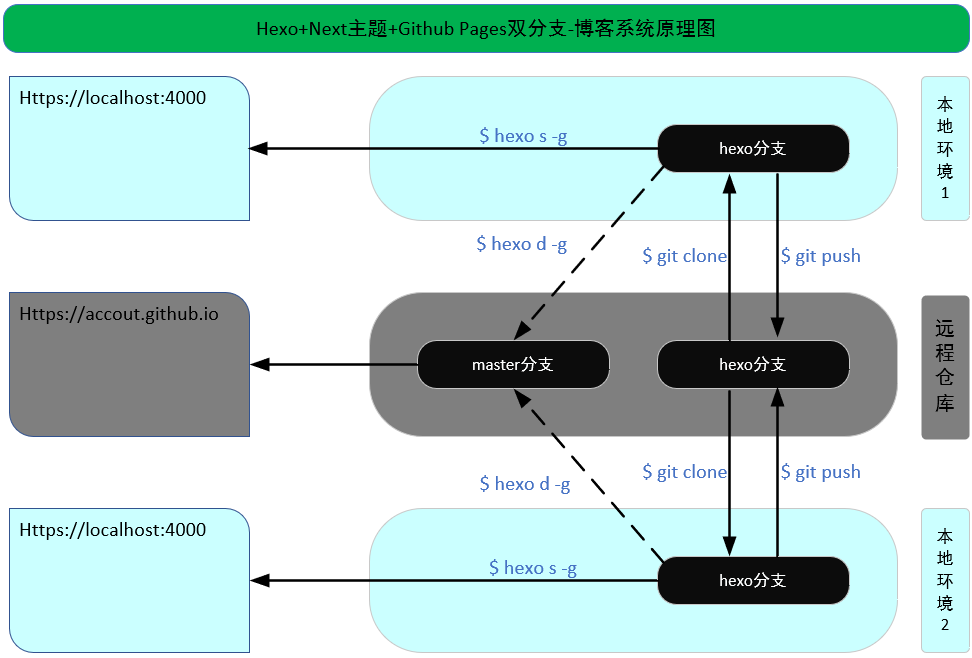 Hexo+Next主题+Github Pages双分支-博客系统原理图
Https://localhost:4000
$ hexo s -g
hexo分支
本地环境1
$ hexo d -g
$ git clone
$ git push
Https://accout.github.io
master分支
hexo分支
远程仓库
$ hexo d -g
$ git clone
$ git push
Https://localhost:4000
$ hexo s -g
hexo分支
本地环境2